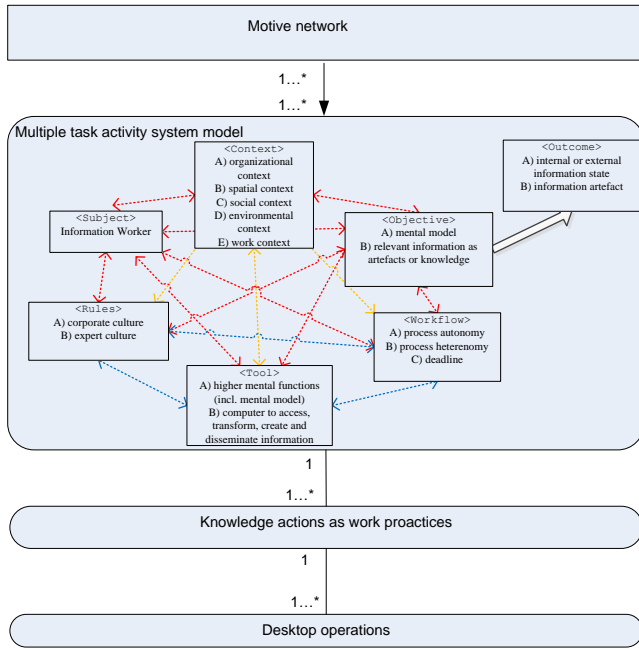 Motive network
1…*
1…*
Multiple task activity system model
<Context>
A) organizational
context
B) spatial context
C) social context
D) environmental
context
E) work context
<Outcome>
A) internal or external
information state
B) information artefact
<Subject>
Information Worker
<Objective>
A) mental model
B) relevant information as
artefacts or knowledge
<Rules>
A) corporate culture
B) expert culture
<Workflow>
A) process autonomy
B) process heterenomy
C) deadline
<Tool>
A) higher mental functions
(incl. mental model)
B) computer to access,
transform, create and
disseminate information
1
1…*
Knowledge actions as work proactices
1
1…*
Desktop operations